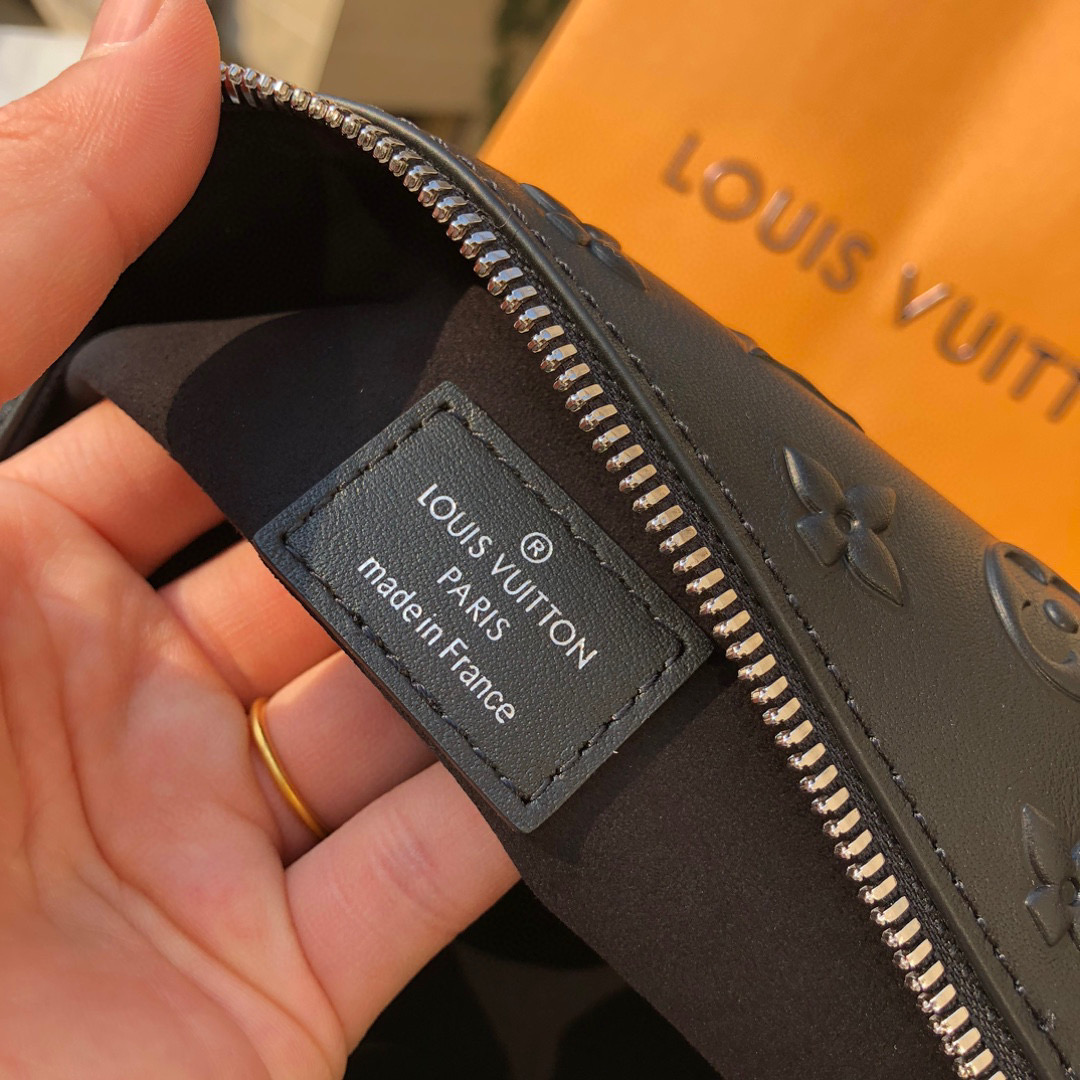 LOUIS VUITT
®
LOUIS VUITTON
PARIS
made in France